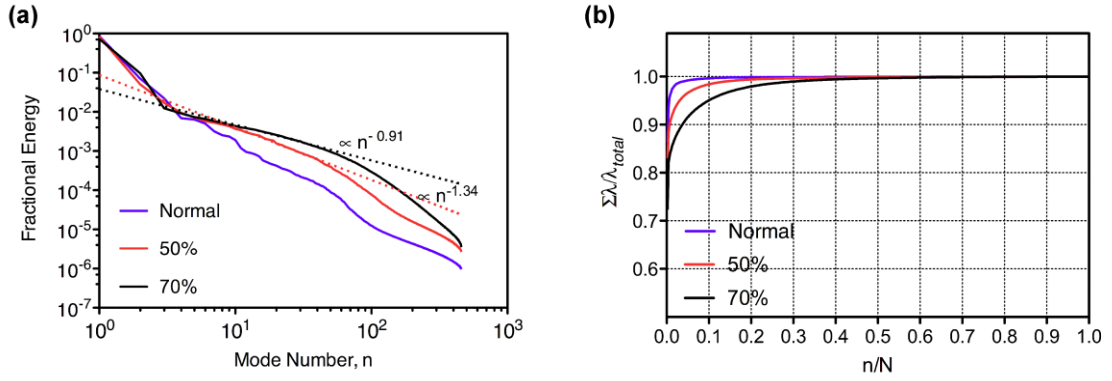 (a)
10^0
10^-1
10^-2
10^-3
10^-4
10^-5
10^-6
10^-7
Fractional Energy
∝ n^- 0.91
∝ n^-1.34
Normal
50%
70%
10^0 10^1 10^2 10^3
Mode Number, n
(b)
1.0
0.9
0.8
0.7
0.6
Σλ/λ_total
Normal
50%
70%
0 0.1 0.2 0.3 0.4 0.5 0.6 0.7 0.8 0.9 1.0
n/N